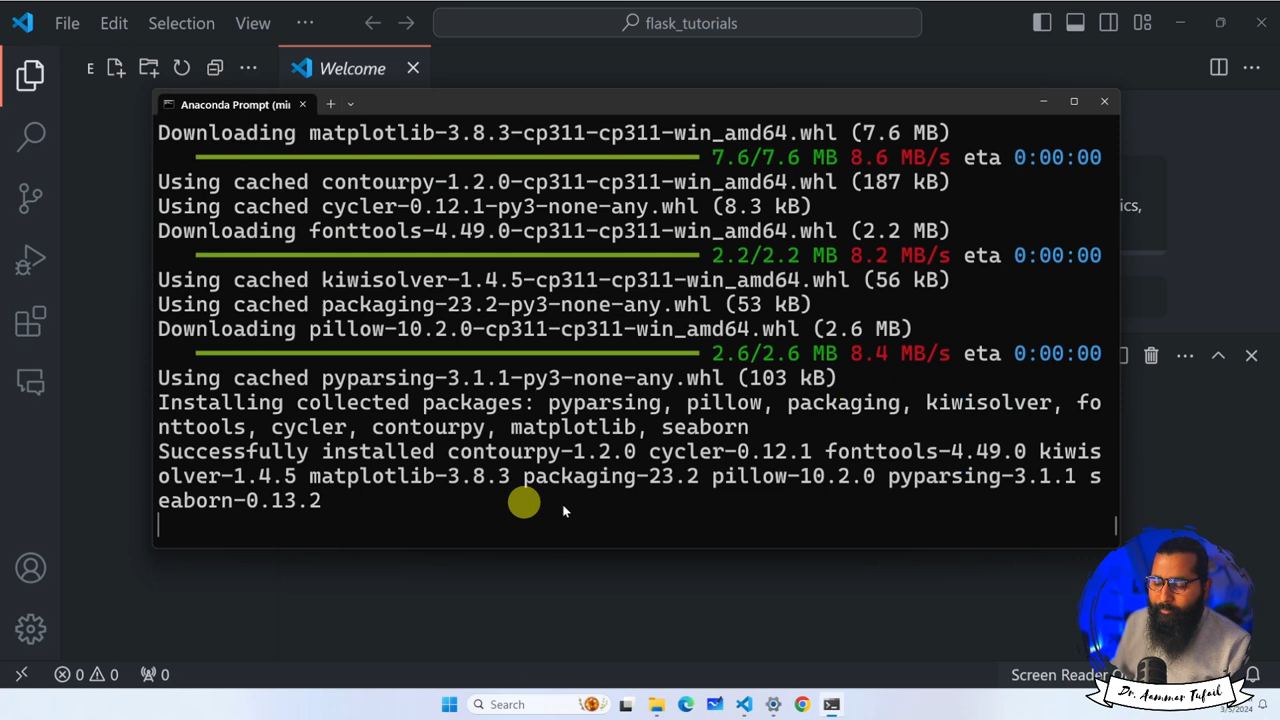 File Edit Selection View ··· flask_tutorials
E ··· Welcome
Anaconda Prompt (mir
Downloading matplotlib-3.8.3-cp311-cp311-win_amd64.whl (7.6 MB)
7.6/7.6 MB 8.6 MB/s eta 0:00:00
Using cached contourpy-1.2.0-cp311-cp311-win_amd64.whl (187 kB)
Using cached cycler-0.12.1-py3-none-any.whl (8.3 kB)
ics,
Downloading fonttools-4.49.0-cp311-cp311-win_amd64.whl (2.2 MB)
2.2/2.2 MB 8.2 MB/s eta 0:00:00
Using cached kiwisolver-1.4.5-cp311-cp311-win_amd64.whl (56 kB)
Using cached packaging-23.2-py3-none-any.whl (53 kB)
Downloading pillow-10.2.0-cp311-cp311-win_amd64.whl (2.6 MB)
2.6/2.6 MB 8.4 MB/s eta 0:00:00
Using cached pyparsing-3.1.1-py3-none-any.whl (103 kB)
Installing collected packages: pyparsing, pillow, packaging, kiwisolver, fo
nttools, cycler, contourpy, matplotlib, seaborn
Successfully installed contourpy-1.2.0 cycler-0.12.1 fonttools-4.49.0 kiwis
olver-1.4.5 matplotlib-3.8.3 packaging-23.2 pillow-10.2.0 pyparsing-3.1.1 s
eaborn-0.13.2
0 0 0 Screen Reader O
Dr. Aammar Tufail
Search
3/5/2024